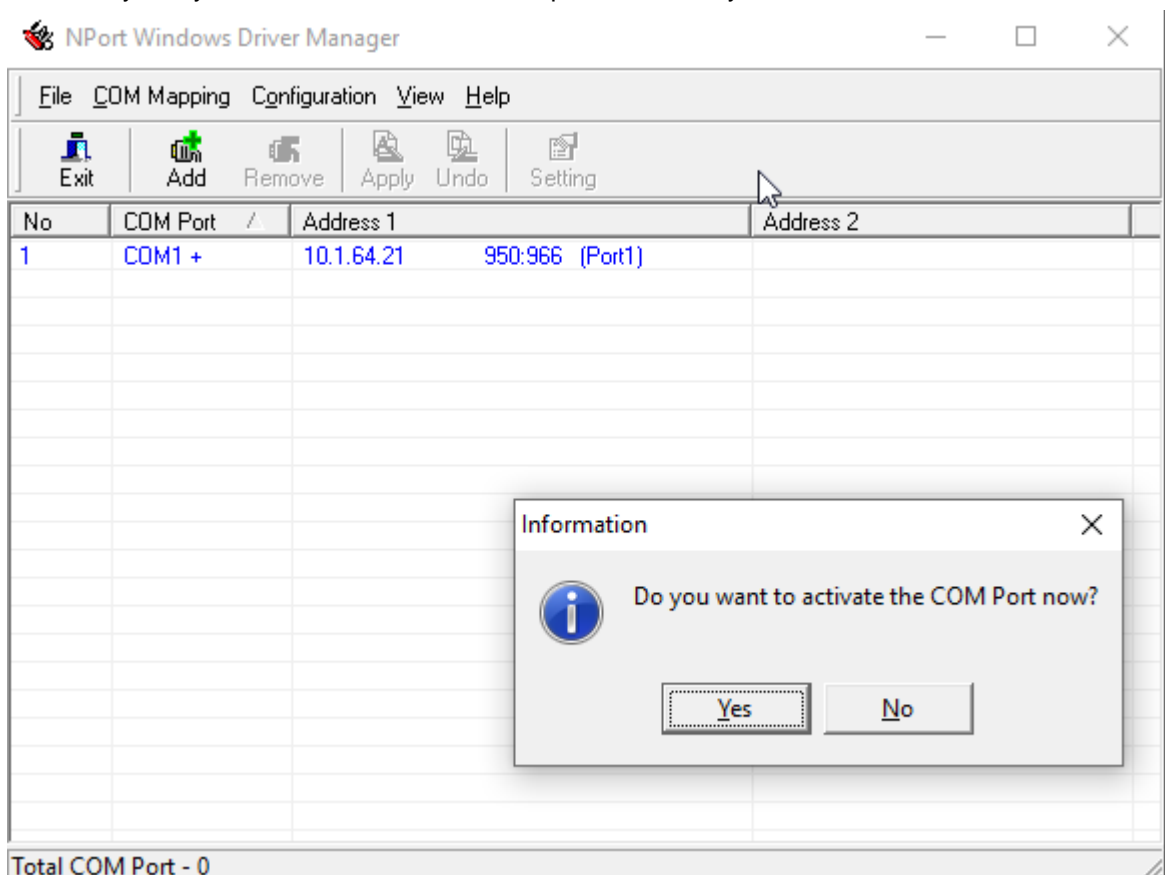 NPort Windows Driver Manager
File COM Mapping Configuration View Help
Exit Add Remove Apply Undo Setting
No COM Port Address 1 Address 2
1 COM1 + 10.1.64.21 950:966 (Port1)
Information
Do you want to activate the COM Port now?
Yes No
Total COM Port - 0